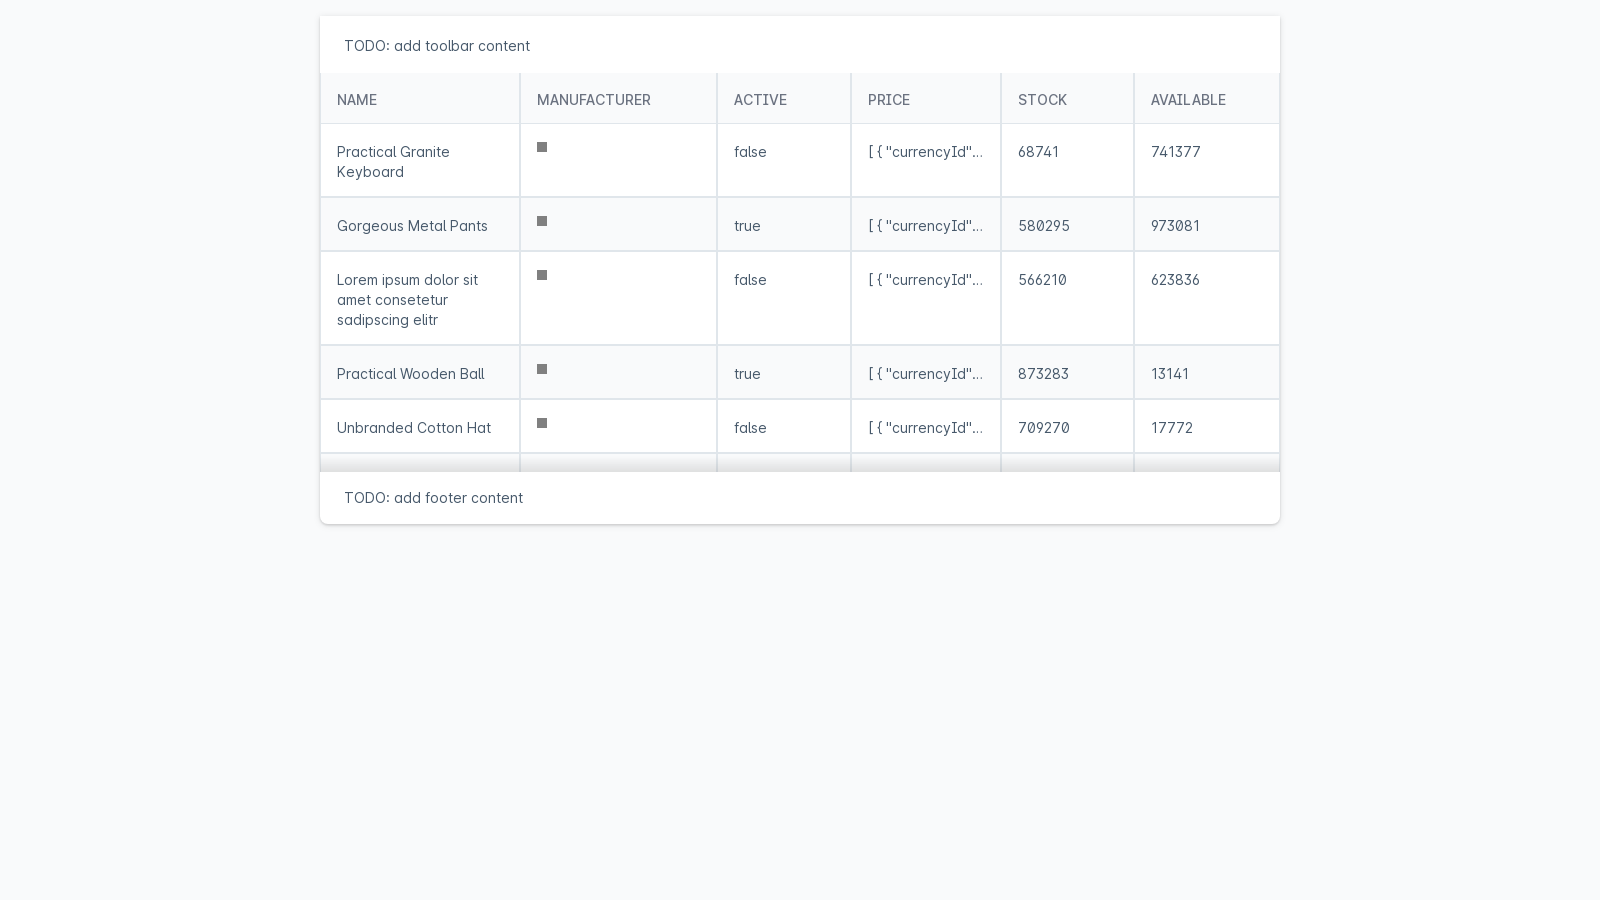 TODO: add toolbar content
NAME MANUFACTURER ACTIVE PRICE STOCK AVAILABLE
Practical Granite Keyboard false [ { "currencyId"... 68741 741377
Gorgeous Metal Pants true [ { "currencyId"... 580295 973081
Lorem ipsum dolor sit amet consetetur sadipscing elitr false [ { "currencyId"... 566210 623836
Practical Wooden Ball true [ { "currencyId"... 873283 13141
Unbranded Cotton Hat false [ { "currencyId"... 709270 17772
TODO: add footer content